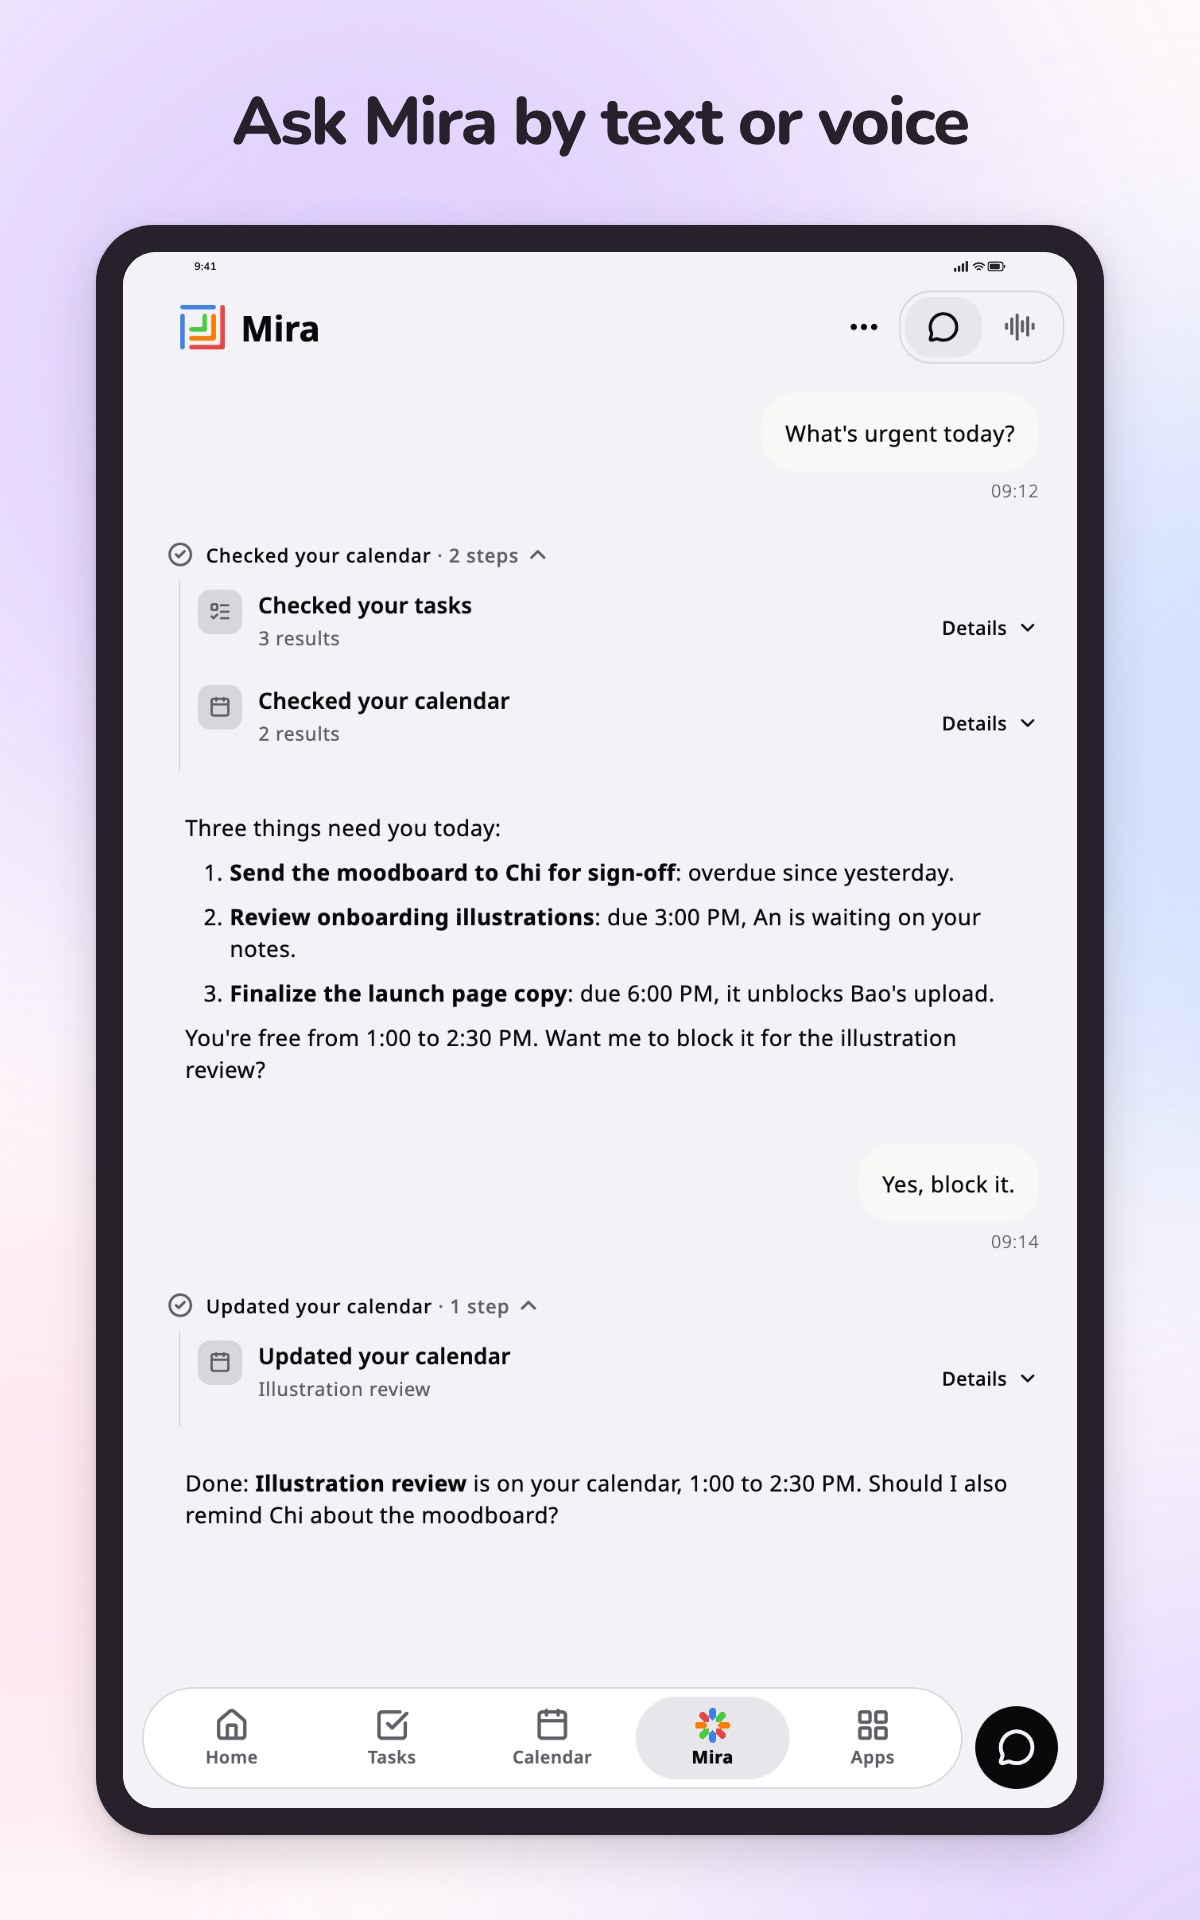 Ask Mira by text or voice
9:41
Mira
What's urgent today?
09:12
Checked your calendar · 2 steps
Checked your tasks
3 results
Details
Checked your calendar
2 results
Details
Three things need you today:
1. Send the moodboard to Chi for sign-off: overdue since yesterday.
2. Review onboarding illustrations: due 3:00 PM, An is waiting on your
notes.
3. Finalize the launch page copy: due 6:00 PM, it unblocks Bao's upload.
You're free from 1:00 to 2:30 PM. Want me to block it for the illustration
review?
Yes, block it.
09:14
Updated your calendar · 1 step
Updated your calendar
Illustration review
Details
Done: Illustration review is on your calendar, 1:00 to 2:30 PM. Should I also
remind Chi about the moodboard?
Home
Tasks
Calendar
Mira
Apps